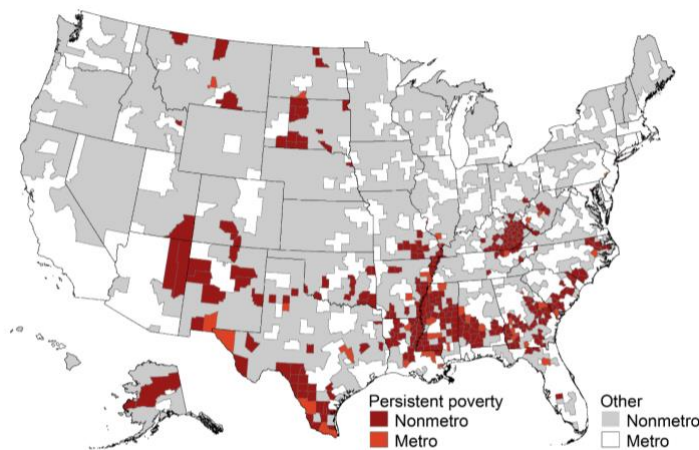 Persistent poverty
Nonmetro
Metro
Other
Nonmetro
Metro